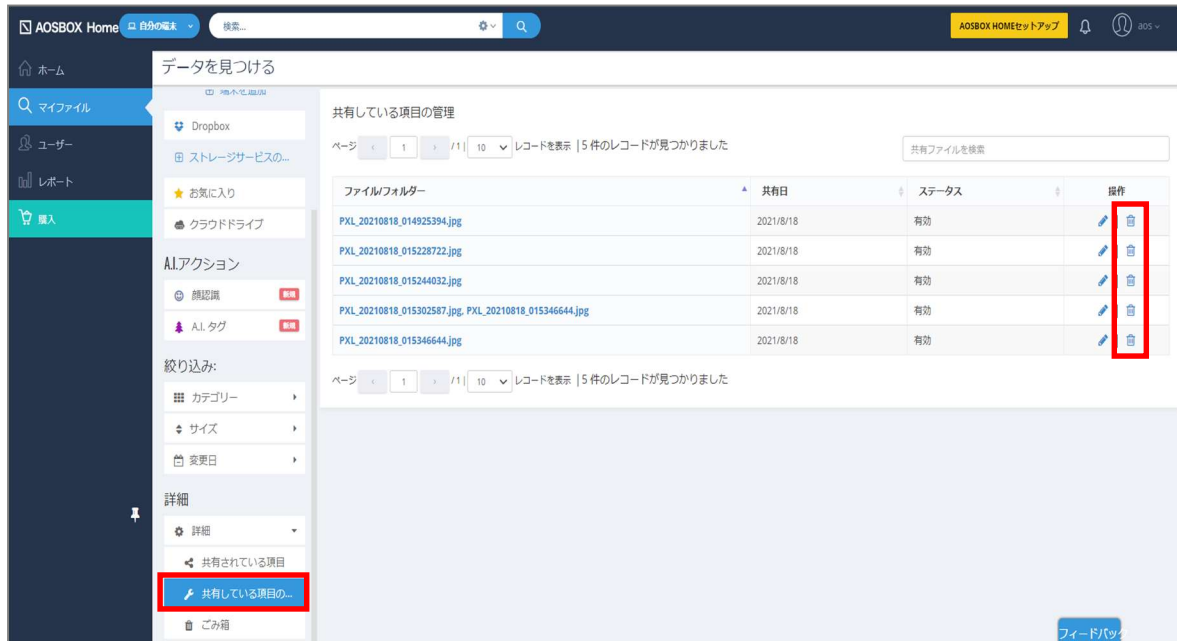 AOSBOX Home 自分の端末 検索... AOSBOX HOMEセットアップ aos
ホーム
マイファイル
ユーザー
レポート
購入
データを見つける
端末を追加
Dropbox
ストレージサービスの...
お気に入り
クラウドドライブ
A.I.アクション
顔認識 新規
A.I. タグ 新規
絞り込み:
カテゴリー
サイズ
変更日
詳細
詳細
共有されている項目
共有している項目の...
ごみ箱
共有している項目の管理
ページ 1 /1| 10 レコードを表示 |5 件のレコードが見つかりました 共有ファイルを検索
ファイル/フォルダー 共有日 ステータス 操作
PXL_20210818_014925394.jpg 2021/8/18 有効
PXL_20210818_015228722.jpg 2021/8/18 有効
PXL_20210818_015244032.jpg 2021/8/18 有効
PXL_20210818_015302587.jpg, PXL_20210818_015346644.jpg 2021/8/18 有効
PXL_20210818_015346644.jpg 2021/8/18 有効
ページ 1 /1| 10 レコードを表示 |5 件のレコードが見つかりました
フィードバック